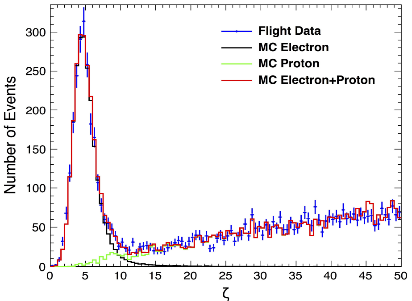 Flight Data
MC Electron
MC Proton
MC Electron+Proton
Number of Events
300
250
200
150
100
50
0
0 5 10 15 20 25 30 35 40 45 50
ζ